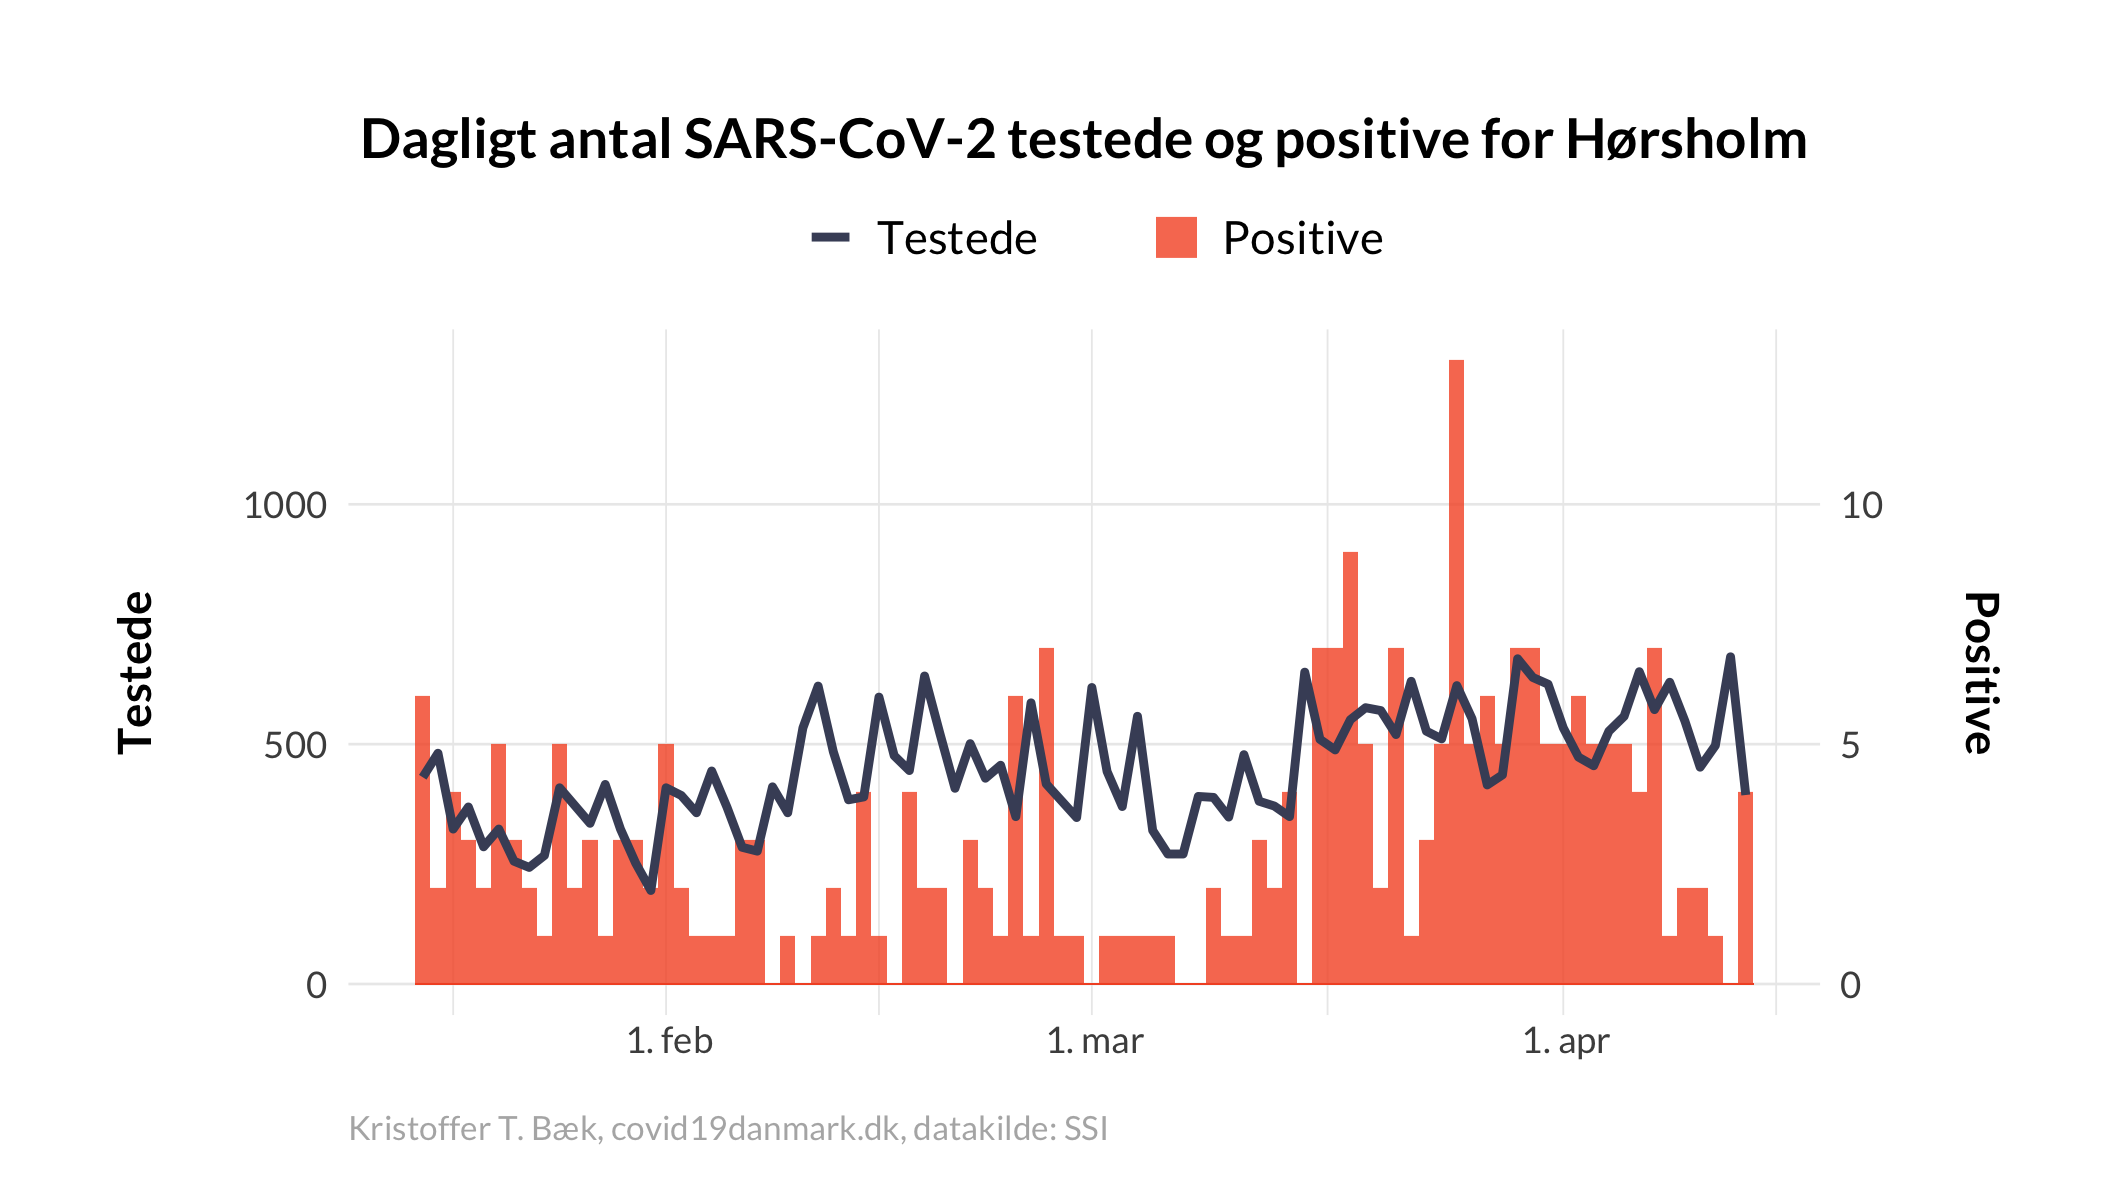 Dagligt antal SARS-CoV-2 testede og positive for Hørsholm
Testede
Positive
1000
500
0
10
5
0
Testede
Positive
1. feb
1. mar
1. apr
Kristoffer T. Bæk, covid19danmark.dk, datakilde: SSI